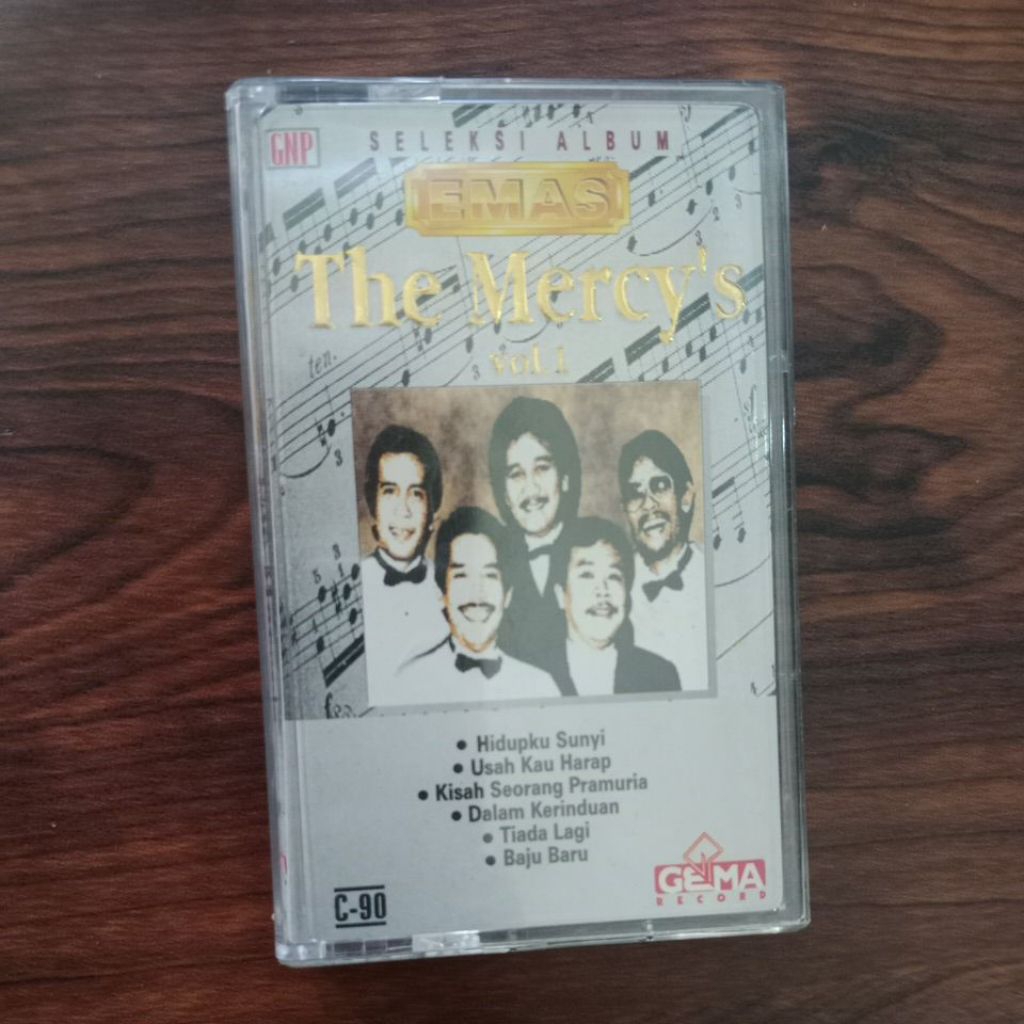 GNP
SELEKSI ALBUM
EMAS
The Mercy's
vol.1
ten.
• Hidupku Sunyi
• Usah Kau Harap
• Kisah Seorang Pramuria
• Dalam Kerinduan
• Tiada Lagi
• Baju Baru
C-90
GEMA
RECORD